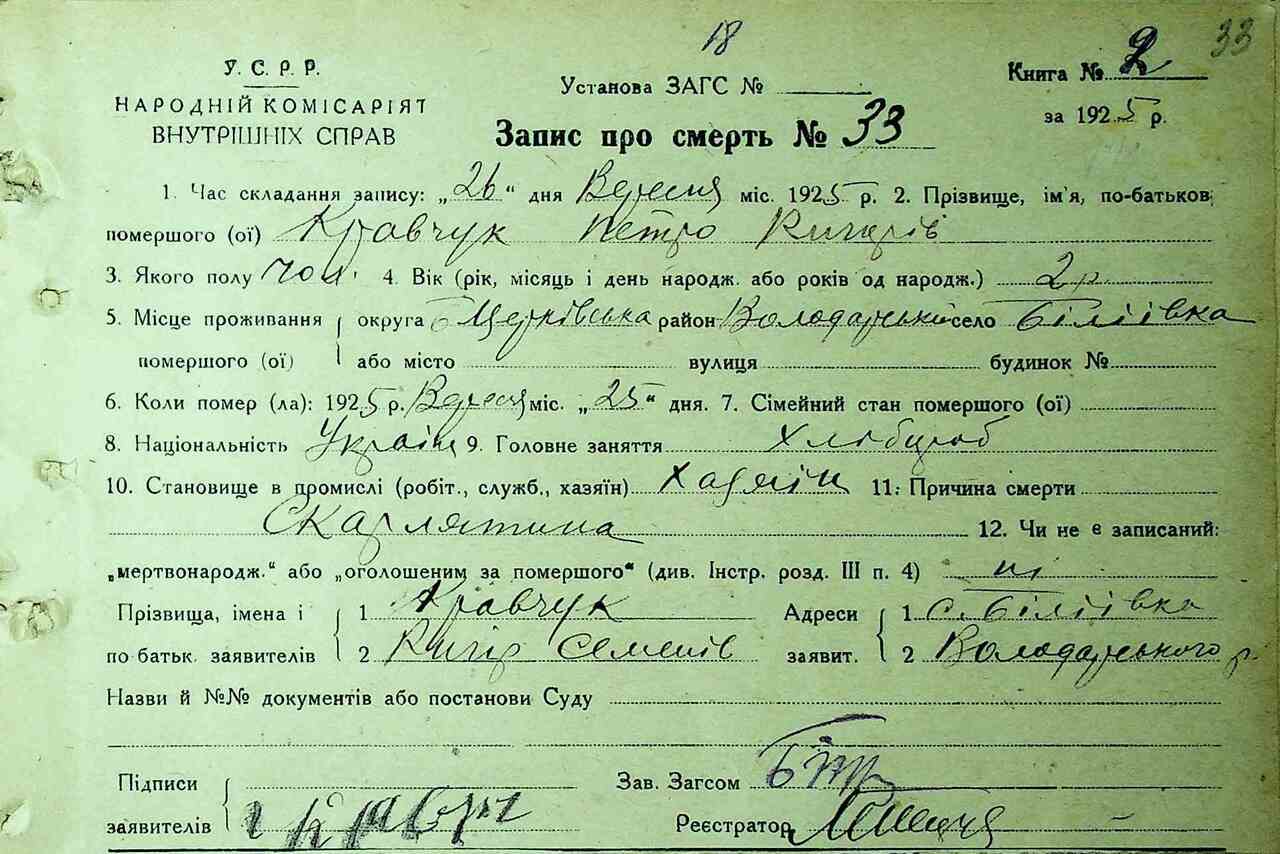 18
33
У. С. Р. Р.
НАРОДНІЙ КОМІСАРІЯТ
ВНУТРІШНІХ СПРАВ
Установа ЗАГС №
Книга № 2
за 1925 р.
Запис про смерть № 33
1. Час складання запису: „26“ дня Вересня міс. 1925 р. 2. Прізвище, ім'я, по-батьков.
помершого (ої) Кравчук Петро Кигирів
3. Якого полу чол. 4. Вік (рік, місяць і день народж. або років од народж.) 2 р.
5. Місце проживання округа Б Церківська район Володарський село Біліївка
помершого (ої) або місто вулиця будинок №
6. Коли помер (ла): 1925 р. Вересня міс. „25“ дня. 7. Сімейний стан помершого (ої)
8. Національність Україн 9. Головне заняття Хлібороб
10. Становище в промислі (робіт., служб., хазяїн) Хазяїн 11. Причина смерти
Скарлятина 12. Чи не є записаний:
„мертвонародж.“ або „оголошеним за помершого“ (див. Інстр. розд. III п. 4) ні
Прізвища, імена і 1 Кравчук Адреси 1 с. Біліївка
по батьк. заявителів 2 Кигир Семенів заявит. 2 Володарського р.
Назви й №№ документів або постанови Суду
Підписи Зав. Загсом
заявителів Реєстратор